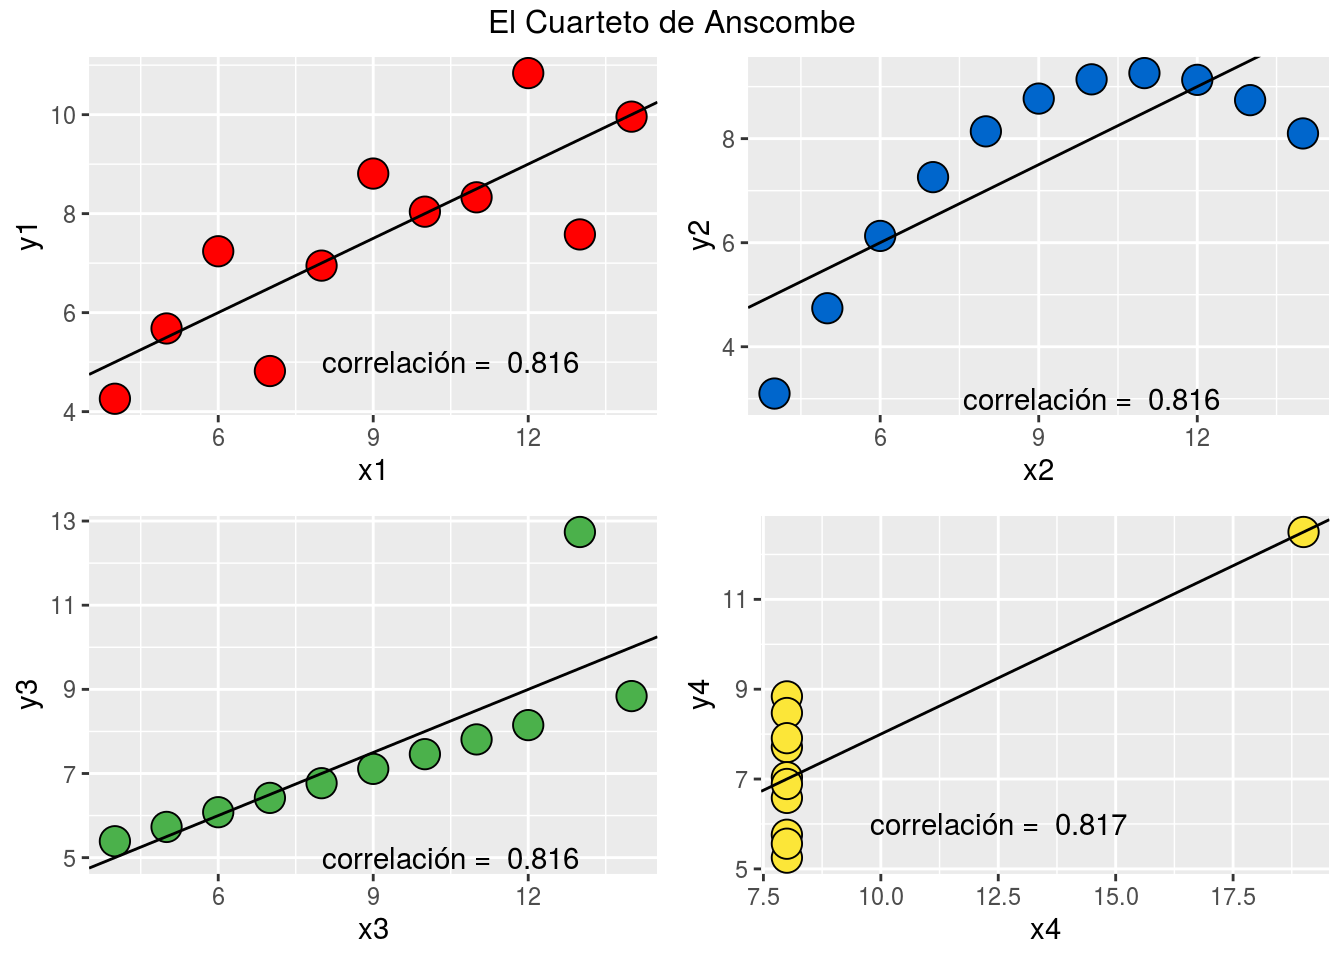 El Cuarteto de Anscombe
y1
10
8
6
4
correlación = 0.816
6 9 12
x1
y2
8
6
4
correlación = 0.816
6 9 12
x2
y3
13
11
9
7
5
correlación = 0.816
6 9 12
x3
y4
11
9
7
5
correlación = 0.817
7.5 10.0 12.5 15.0 17.5
x4